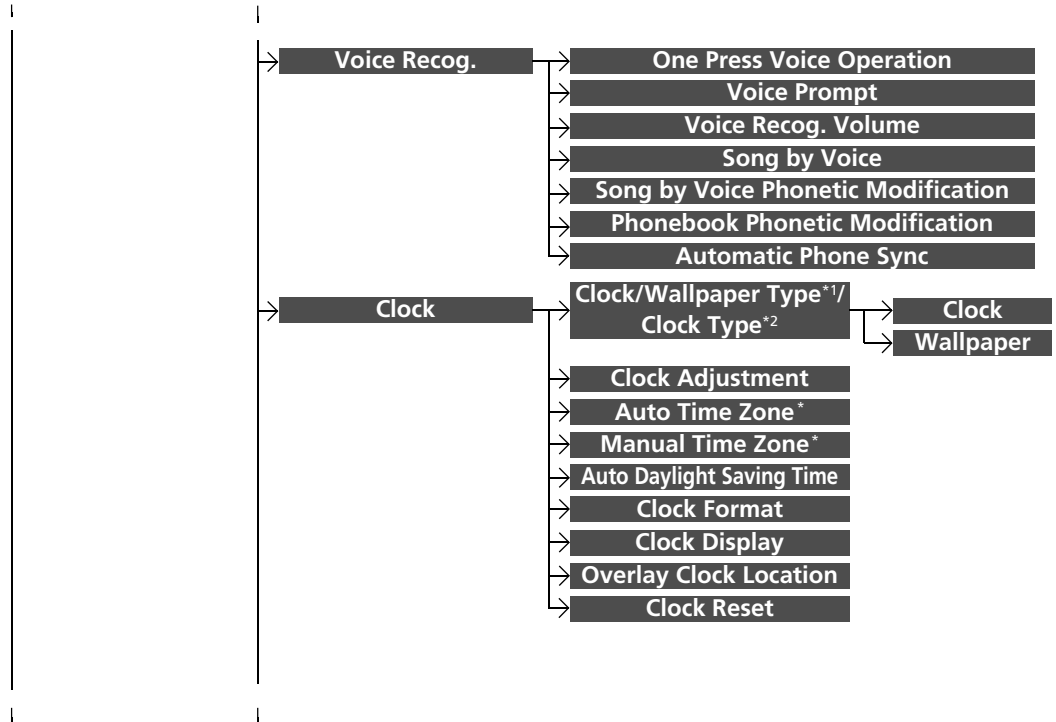 Voice Recog.
One Press Voice Operation
Voice Prompt
Voice Recog. Volume
Song by Voice
Song by Voice Phonetic Modification
Phonebook Phonetic Modification
Automatic Phone Sync
Clock
Clock/Wallpaper Type*1/
Clock Type*2
Clock
Wallpaper
Clock Adjustment
Auto Time Zone*
Manual Time Zone*
Auto Daylight Saving Time
Clock Format
Clock Display
Overlay Clock Location
Clock Reset